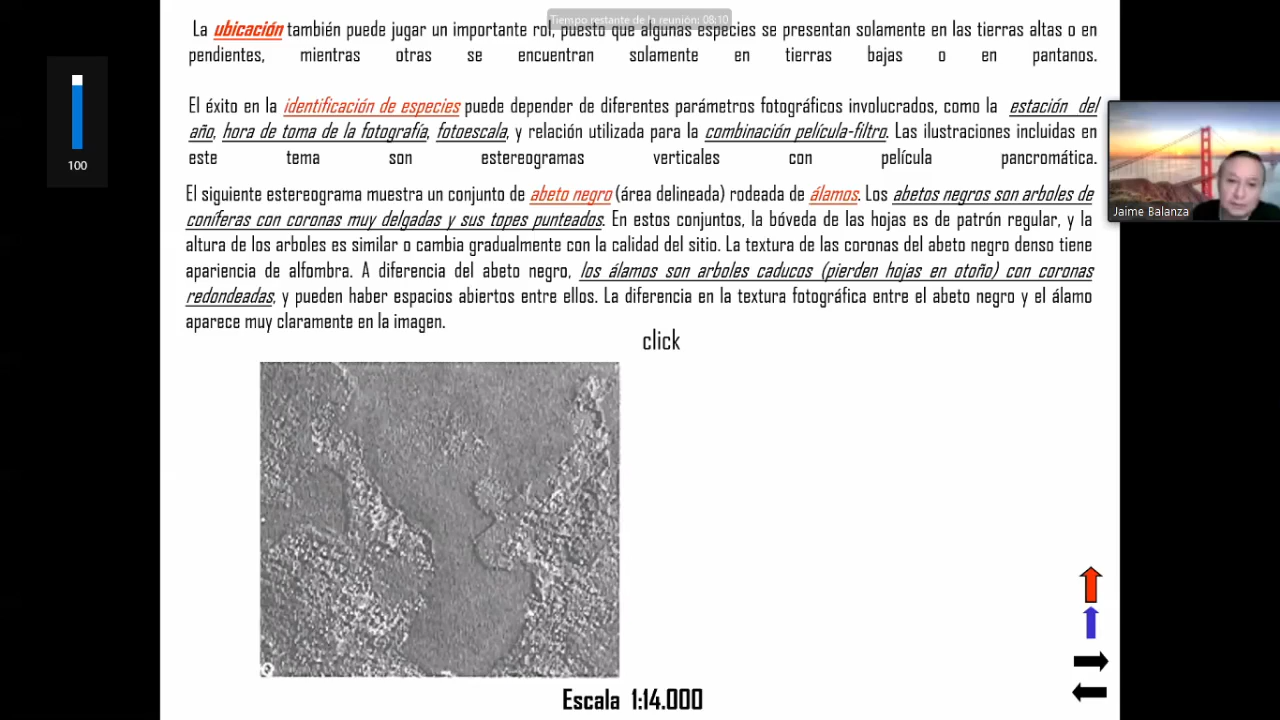 Tiempo restante de la reunión: 08:10
La ubicación también puede jugar un importante rol, puesto que algunas especies se presentan solamente en las tierras altas o en
pendientes, mientras otras se encuentran solamente en tierras bajas o en pantanos.
El éxito en la identificación de especies puede depender de diferentes parámetros fotográficos involucrados, como la estación del
año, hora de toma de la fotografía, fotoescala, y relación utilizada para la combinación película-filtro. Las ilustraciones incluidas en
este tema son estereogramas verticales con película pancromática.
100
Jaime Balanza
El siguiente estereograma muestra un conjunto de abeto negro (área delineada) rodeada de álamos. Los abetos negros son arboles de
coníferas con coronas muy delgadas y sus topes punteados. En estos conjuntos, la bóveda de las hojas es de patrón regular, y la
altura de los arboles es similar o cambia gradualmente con la calidad del sitio. La textura de las coronas del abeto negro denso tiene
apariencia de alfombra. A diferencia del abeto negro, los álamos son arboles caducos (pierden hojas en otoño) con coronas
redondeadas, y pueden haber espacios abiertos entre ellos. La diferencia en la textura fotográfica entre el abeto negro y el álamo
aparece muy claramente en la imagen.
click
Escala 1:14.000